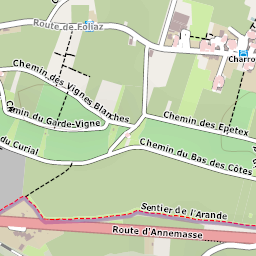 Route de Foliaz
Charro
Chemin des Vignes Blanches
Chmin du Garde-Vigne
Chemin des Epetex
du Curial
Chemin du Bas des Côtes
Sentier de l'Arande
Route d'Annemasse